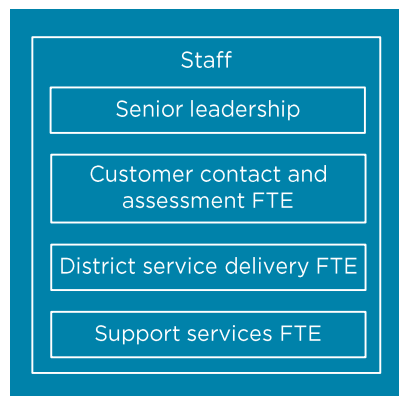 Staff
Senior leadership
Customer contact and
assessment FTE
District service delivery FTE
Support services FTE